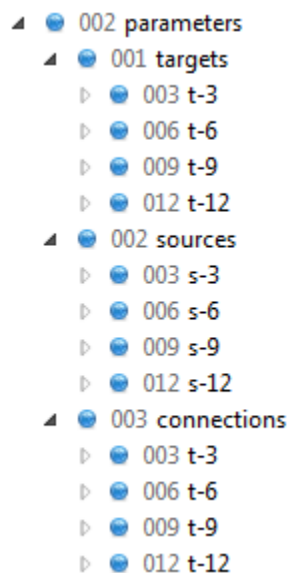 002 parameters
001 targets
003 t-3
006 t-6
009 t-9
012 t-12
002 sources
003 s-3
006 s-6
009 s-9
012 s-12
003 connections
003 t-3
006 t-6
009 t-9
012 t-12